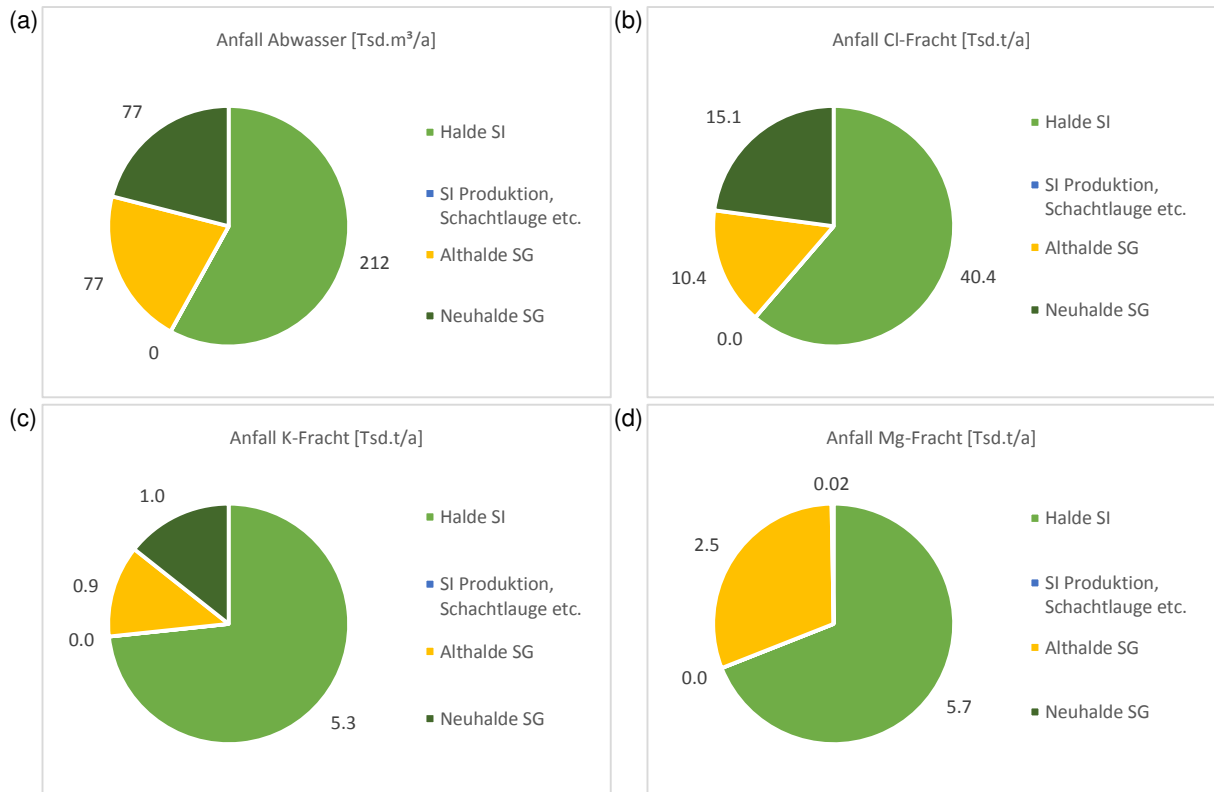 (a)
Anfall Abwasser [Tsd.m³/a]
77
77
0
212
Halde SI
SI Produktion,
Schachtlauge etc.
Althalde SG
Neuhalde SG
(b)
Anfall Cl-Fracht [Tsd.t/a]
15.1
10.4
0.0
40.4
Halde SI
SI Produktion,
Schachtlauge etc.
Althalde SG
Neuhalde SG
(c)
Anfall K-Fracht [Tsd.t/a]
1.0
0.9
0.0
5.3
Halde SI
SI Produktion,
Schachtlauge etc.
Althalde SG
Neuhalde SG
(d)
Anfall Mg-Fracht [Tsd.t/a]
0.02
2.5
0.0
5.7
Halde SI
SI Produktion,
Schachtlauge etc.
Althalde SG
Neuhalde SG